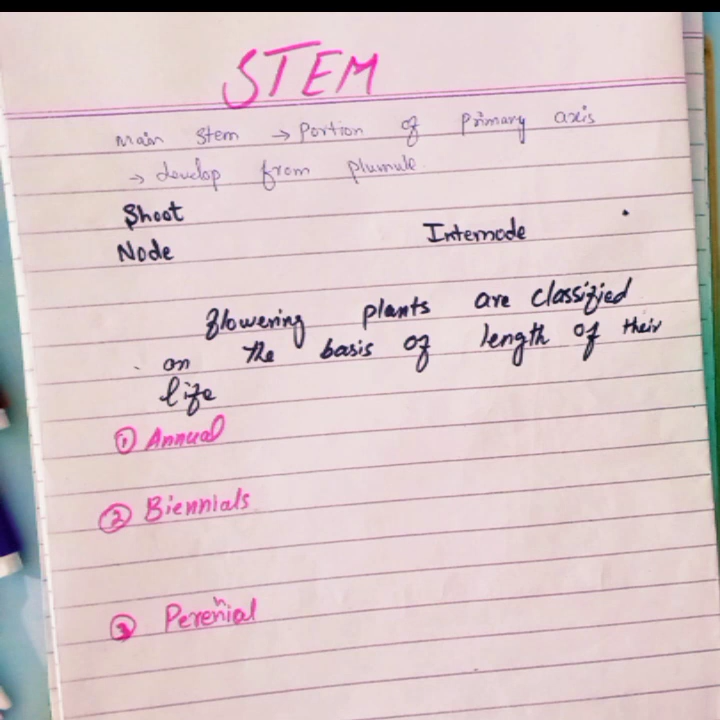 STEM
Main stem → Portion of primary axis
→ develop from plumule
Shoot
Node Internode
flowering plants are classified
on the basis of length of their
life
① Annual
② Biennials
③ Perennial